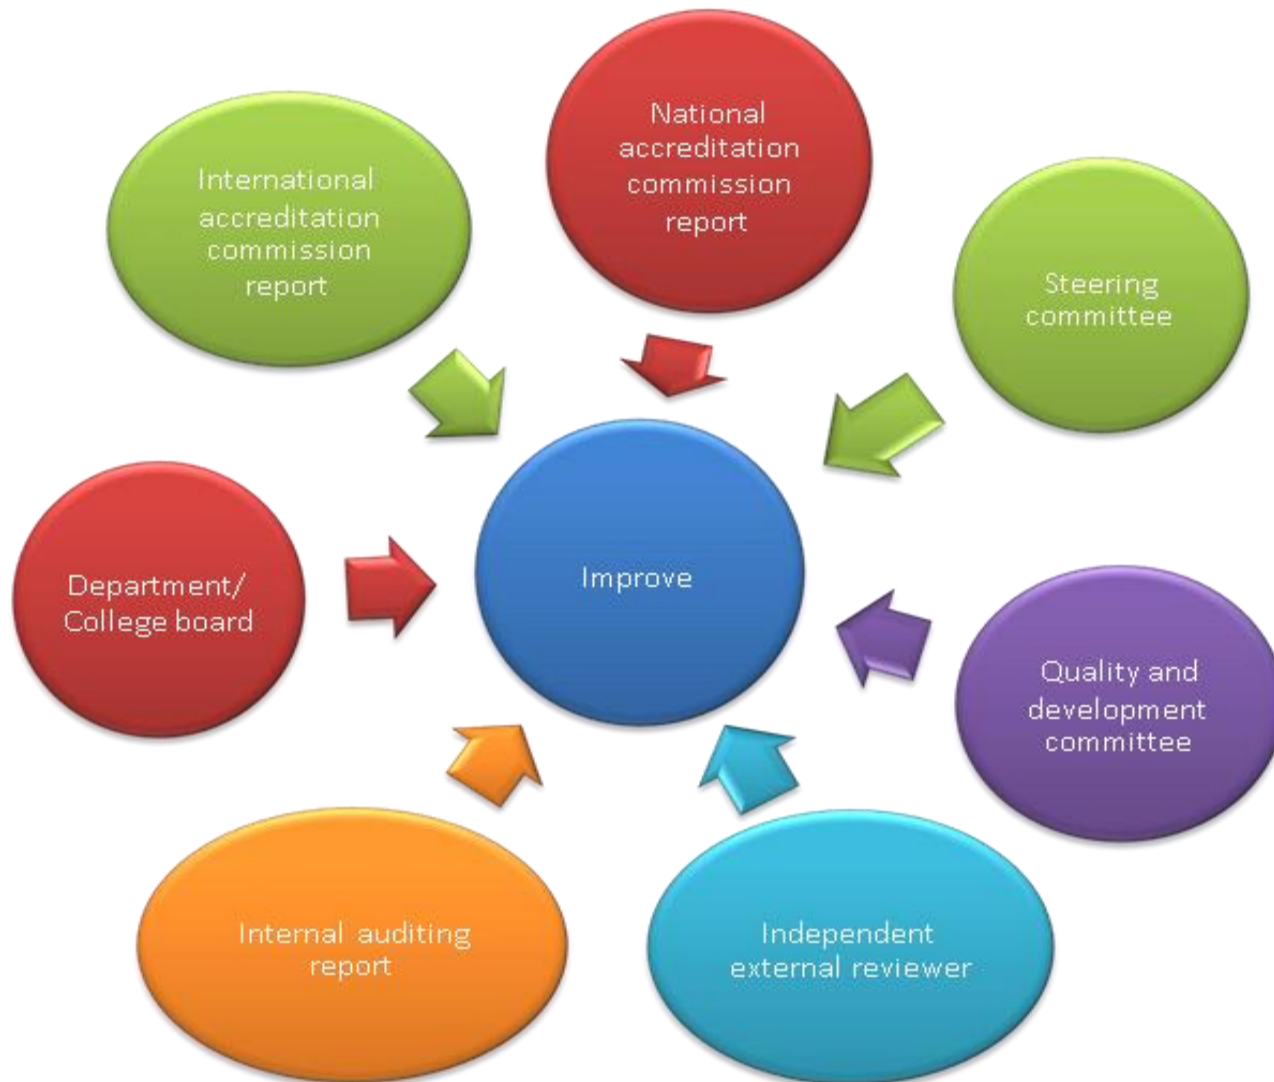 National
accreditation
commission
report
International
accreditation
commission
report
Steering
committee
Department/
College board
Improve
Quality and
development
committee
Internal auditing
report
Independent
external reviewer